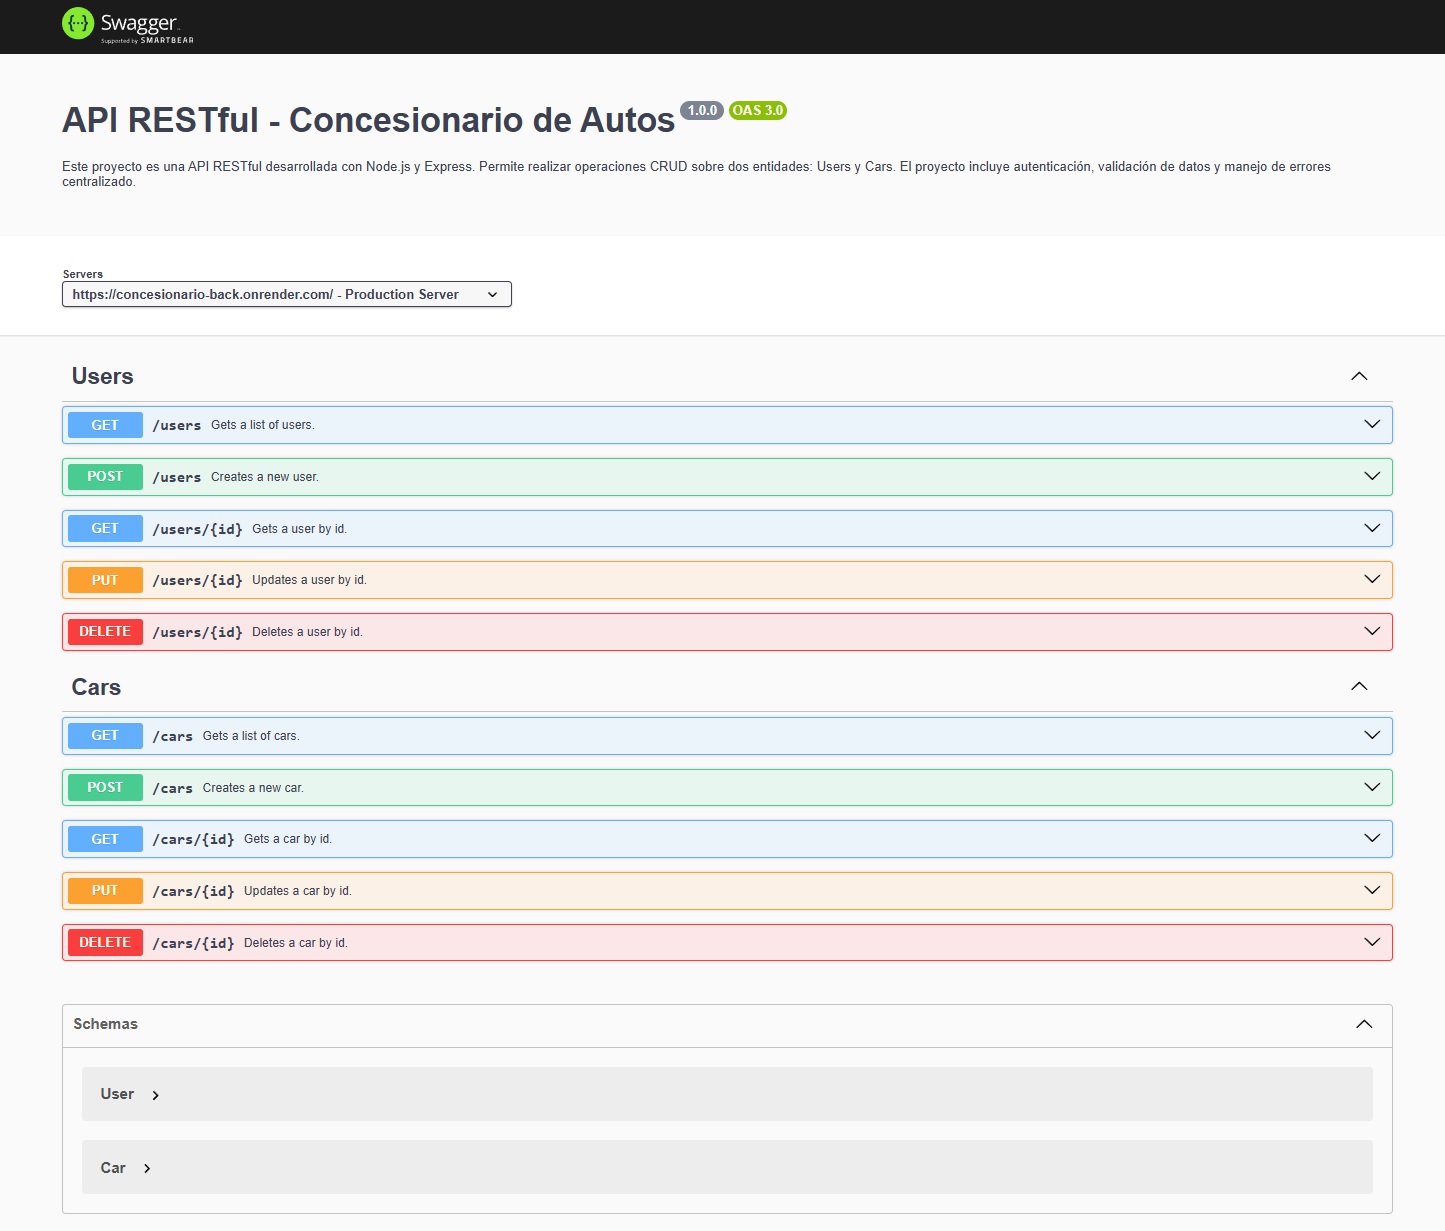 Swagger
Supported by SMARTBEAR
API RESTful - Concesionario de Autos 1.0.0 OAS 3.0
Este proyecto es una API RESTful desarrollada con Node.js y Express. Permite realizar operaciones CRUD sobre dos entidades: Users y Cars. El proyecto incluye autenticación, validación de datos y manejo de errores
centralizado.
Servers
https://concesionario-back.onrender.com/ - Production Server
Users
GET /users Gets a list of users.
POST /users Creates a new user.
GET /users/{id} Gets a user by id.
PUT /users/{id} Updates a user by id.
DELETE /users/{id} Deletes a user by id.
Cars
GET /cars Gets a list of cars.
POST /cars Creates a new car.
GET /cars/{id} Gets a car by id.
PUT /cars/{id} Updates a car by id.
DELETE /cars/{id} Deletes a car by id.
Schemas
User
Car